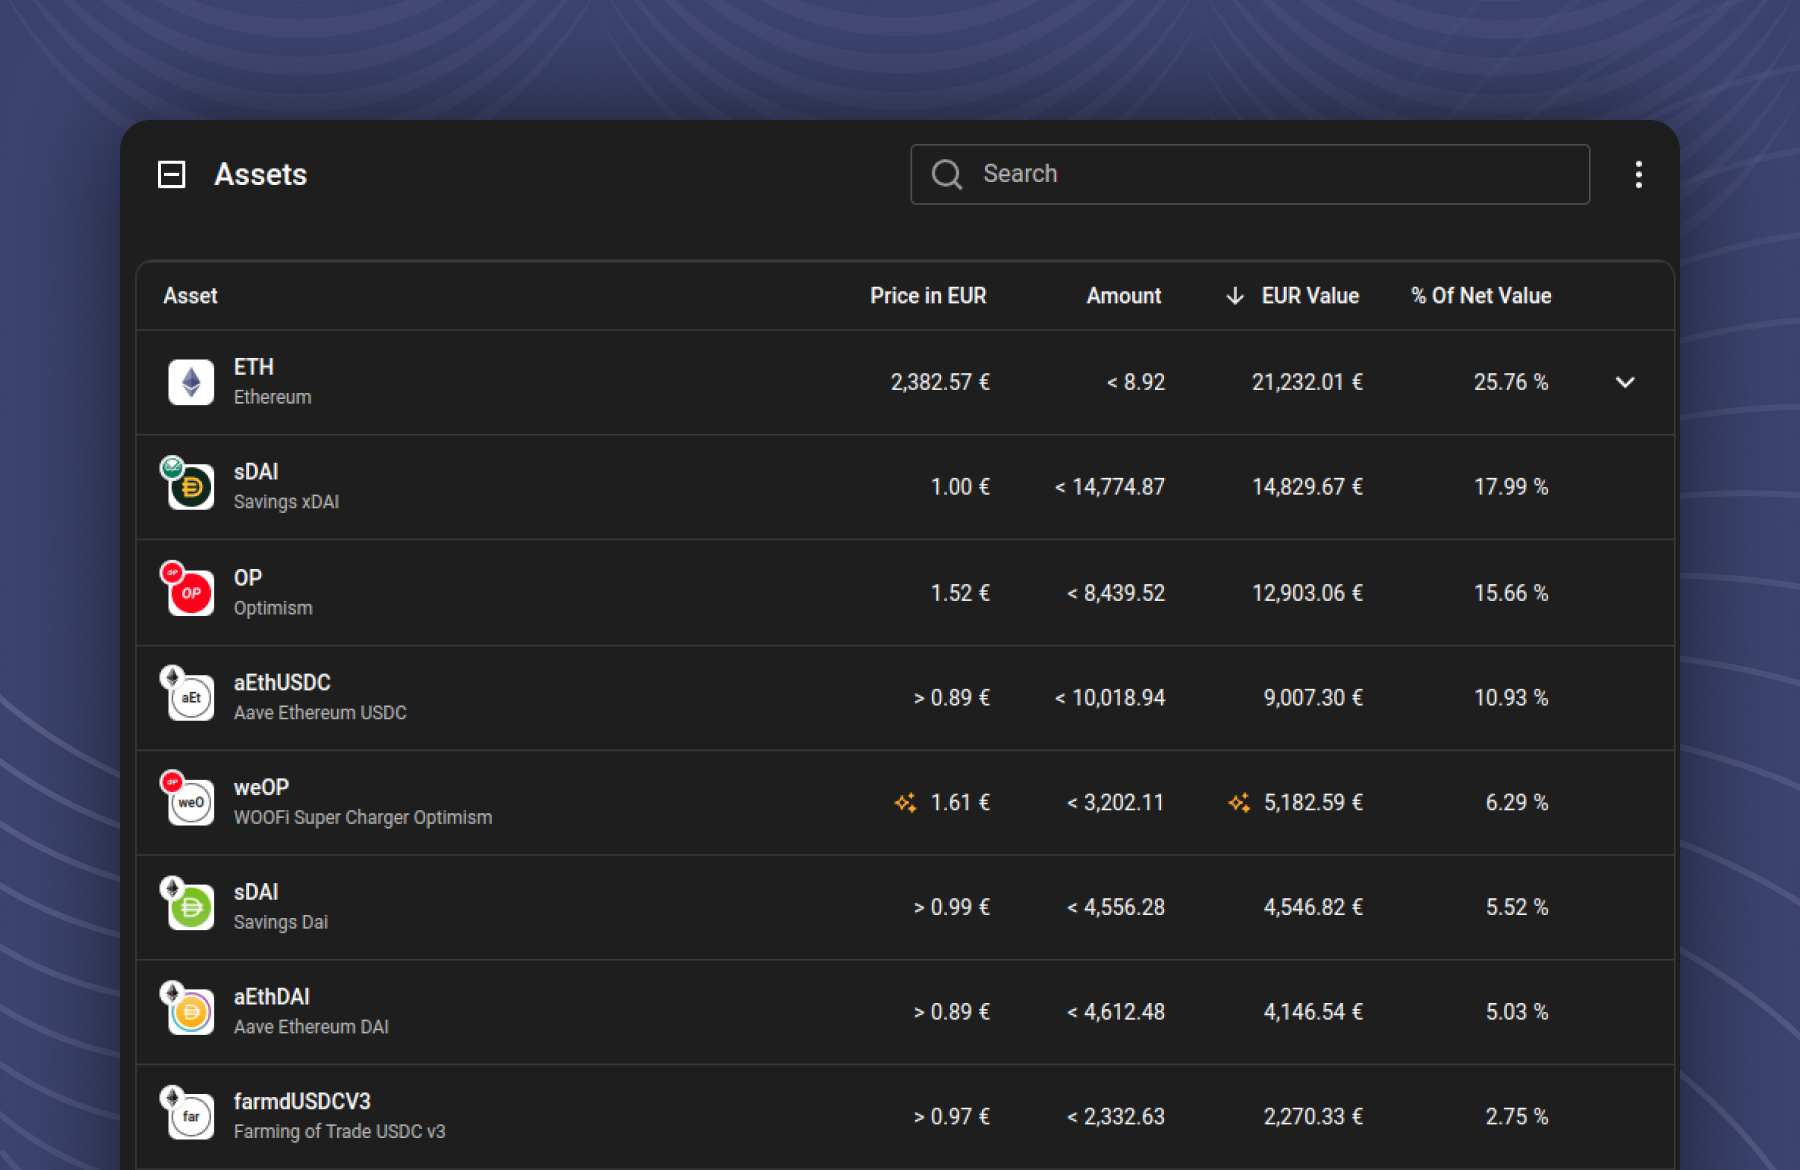 Assets
Search
Asset Price in EUR Amount ↓ EUR Value % Of Net Value
ETH
Ethereum
2,382.57 € < 8.92 21,232.01 € 25.76 %
sDAI
Savings xDAI
1.00 € < 14,774.87 14,829.67 € 17.99 %
OP
OP
OP
Optimism
1.52 € < 8,439.52 12,903.06 € 15.66 %
aEt
aEthUSDC
Aave Ethereum USDC
> 0.89 € < 10,018.94 9,007.30 € 10.93 %
OP
weO
weOP
WOOFi Super Charger Optimism
1.61 € < 3,202.11 5,182.59 € 6.29 %
sDAI
Savings Dai
> 0.99 € < 4,556.28 4,546.82 € 5.52 %
aEthDAI
Aave Ethereum DAI
> 0.89 € < 4,612.48 4,146.54 € 5.03 %
far
farmdUSDCV3
Farming of Trade USDC v3
> 0.97 € < 2,332.63 2,270.33 € 2.75 %